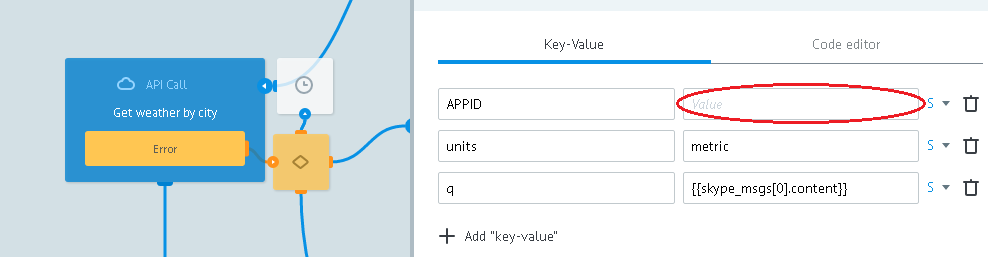 API Call
Get weather by city
Error
Key-Value
Code editor
APPID
Value
S
units
metric
S
q
{{skype_msgs[0].content}}
S
Add "key-value"